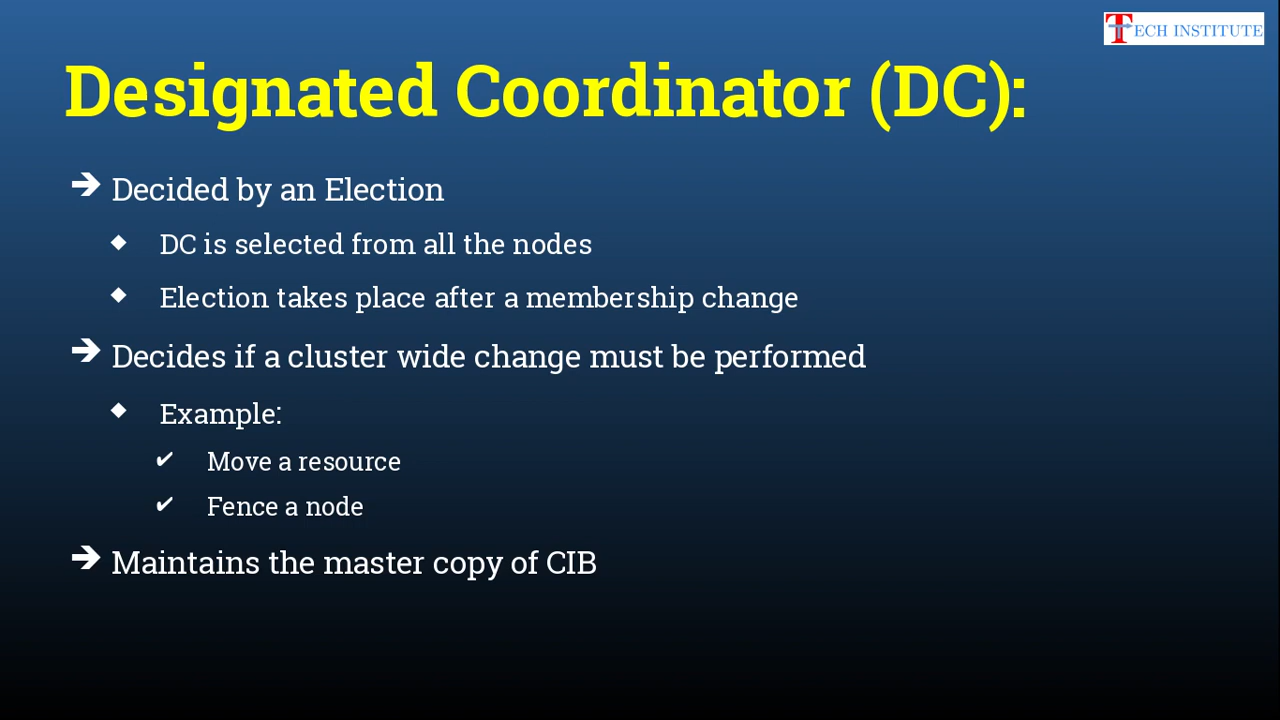 TECH INSTITUTE
Designated Coordinator (DC):
Decided by an Election
DC is selected from all the nodes
Election takes place after a membership change
Decides if a cluster wide change must be performed
Example:
Move a resource
Fence a node
Maintains the master copy of CIB